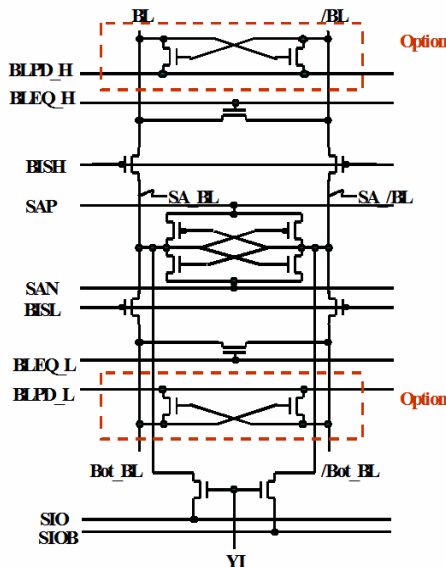 BL /BL
Option
BLPD_H
BLEQ_H
BISH
SA_BL SA_/BL
SAP
SAN
BISL
BLEQ_L
BLPD_L
Option
Bot_BL /Bot_BL
SIO
SIOB
YI